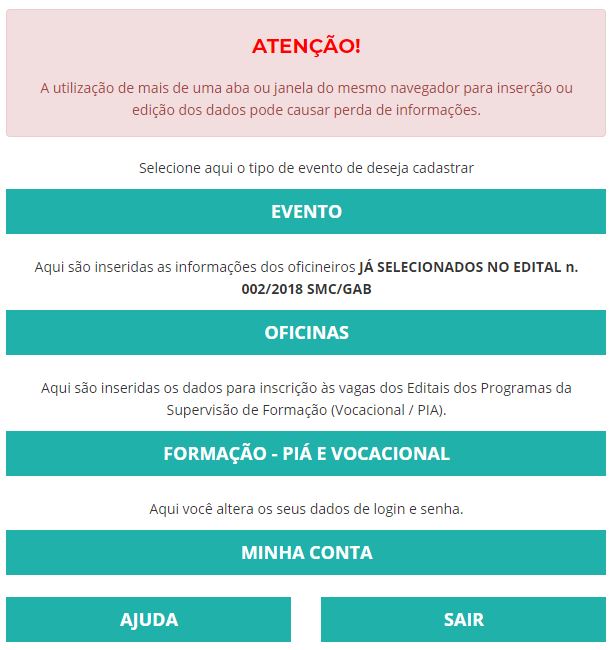 ATENÇÃO!
A utilização de mais de uma aba ou janela do mesmo navegador para inserção ou
edição dos dados pode causar perda de informações.
Selecione aqui o tipo de evento de deseja cadastrar
EVENTO
Aqui são inseridas as informações dos oficineiros JÁ SELECIONADOS NO EDITAL n.
002/2018 SMC/GAB
OFICINAS
Aqui são inseridas os dados para inscrição às vagas dos Editais dos Programas da
Supervisão de Formação (Vocacional / PIA).
FORMAÇÃO - PIÁ E VOCACIONAL
Aqui você altera os seus dados de login e senha.
MINHA CONTA
AJUDA SAIR